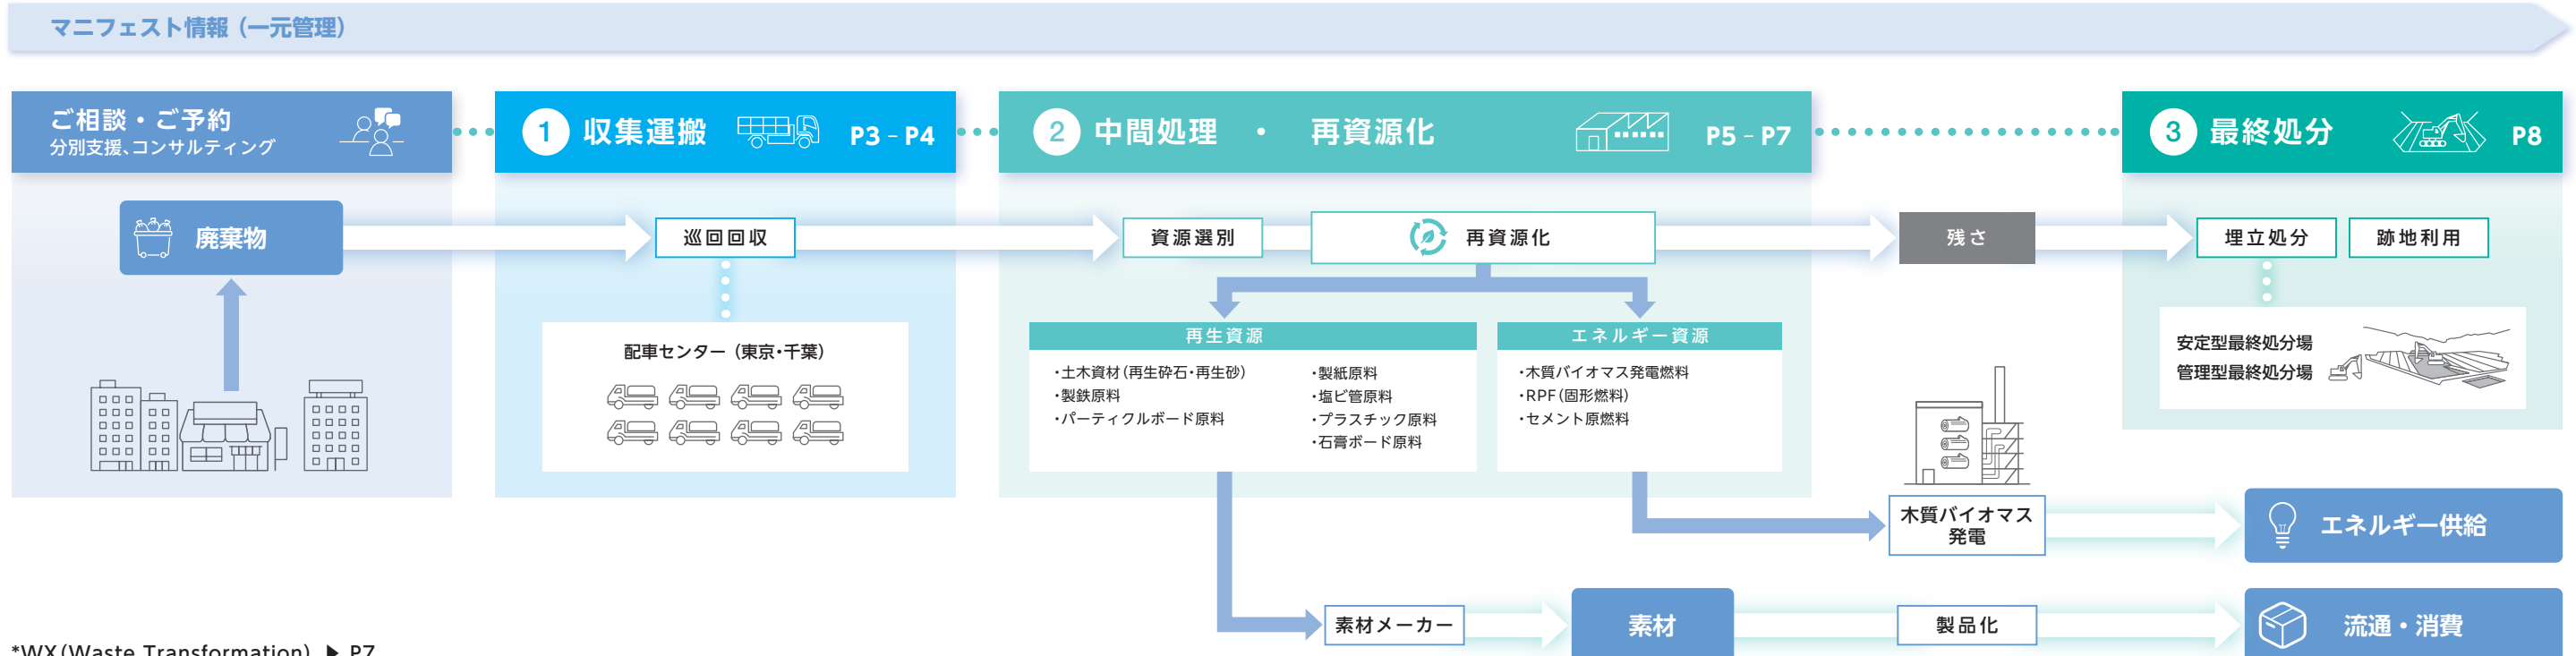 マニフェスト情報（一元管理）
ご相談・ご予約
分別支援、コンサルティング
1 収集運搬 P3 - P4
2 中間処理 ・ 再資源化 P5 - P7
3 最終処分 P8
廃棄物
巡回回収
資源選別
再資源化
残さ
埋立処分
跡地利用
配車センター（東京・千葉）
再生資源
・土木資材（再生砕石・再生砂）
・製鉄原料
・パーティクルボード原料
・製紙原料
・塩ビ管原料
・プラスチック原料
・石膏ボード原料
エネルギー資源
・木質バイオマス発電燃料
・RPF（固形燃料）
・セメント原燃料
安定型最終処分場
管理型最終処分場
木質バイオマス
発電
エネルギー供給
素材メーカー
素材
製品化
流通・消費
*WX（Waste Transformation） ▶ P7